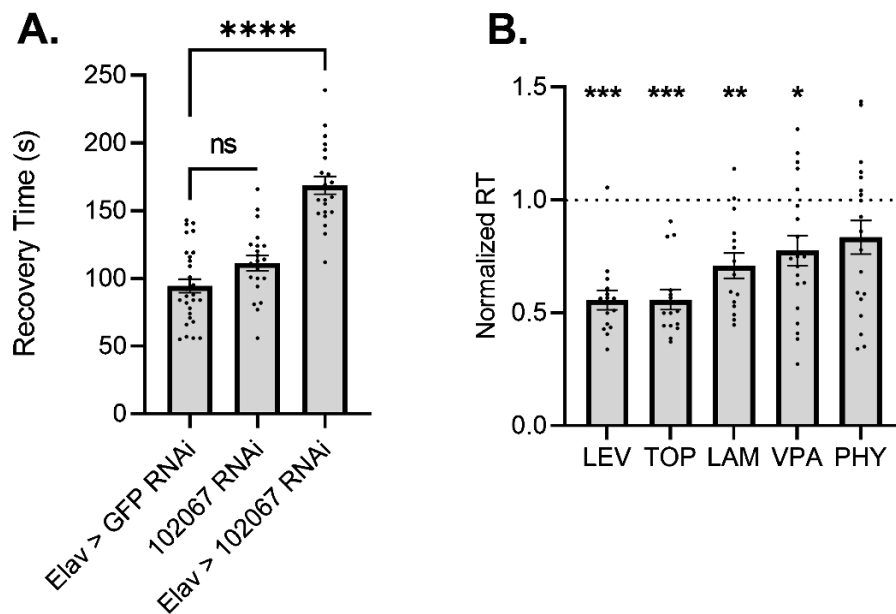 A.
****
ns
Recovery Time (s)
250
200
150
100
50
0
Elav > GFP RNAi
102067 RNAi
Elav > 102067 RNAi
B.
*** *** ** *
Normalized RT
1.5
1.0
0.5
0.0
LEV TOP LAM VPA PHY